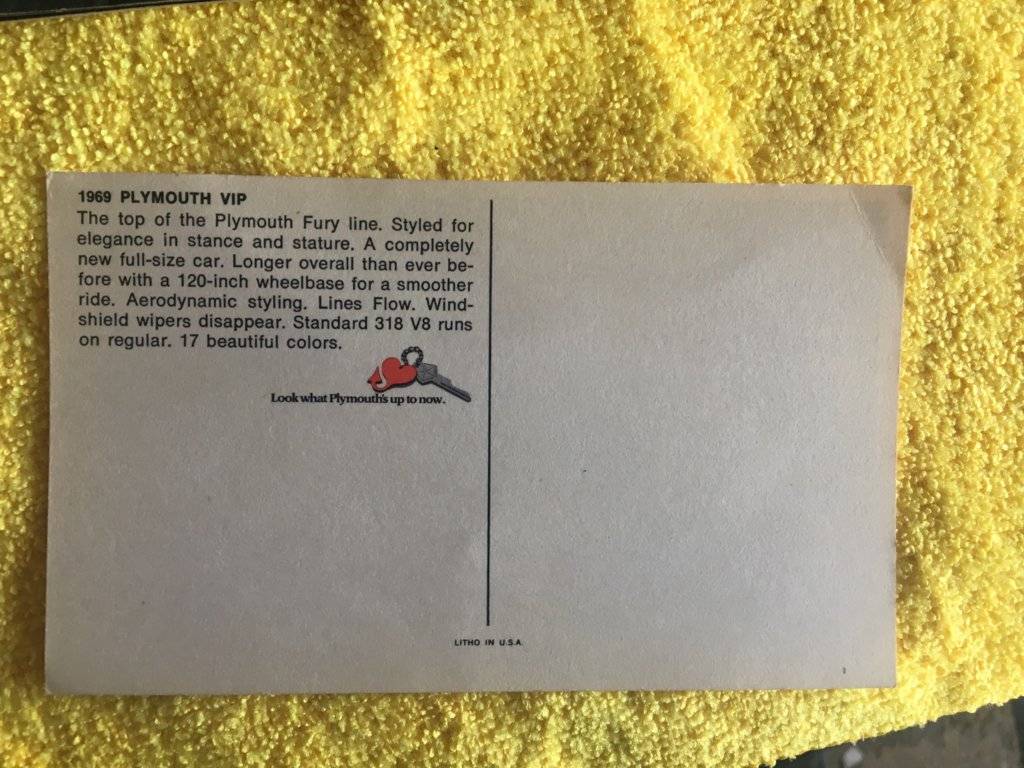 1969 PLYMOUTH VIP
The top of the Plymouth Fury line. Styled for
elegance in stance and stature. A completely
new full-size car. Longer overall than ever be-
fore with a 120-inch wheelbase for a smoother
ride. Aerodynamic styling. Lines Flow. Wind-
shield wipers disappear. Standard 318 V8 runs
on regular. 17 beautiful colors.
Look what Plymouth's up to now.
LITHO IN U.S.A.